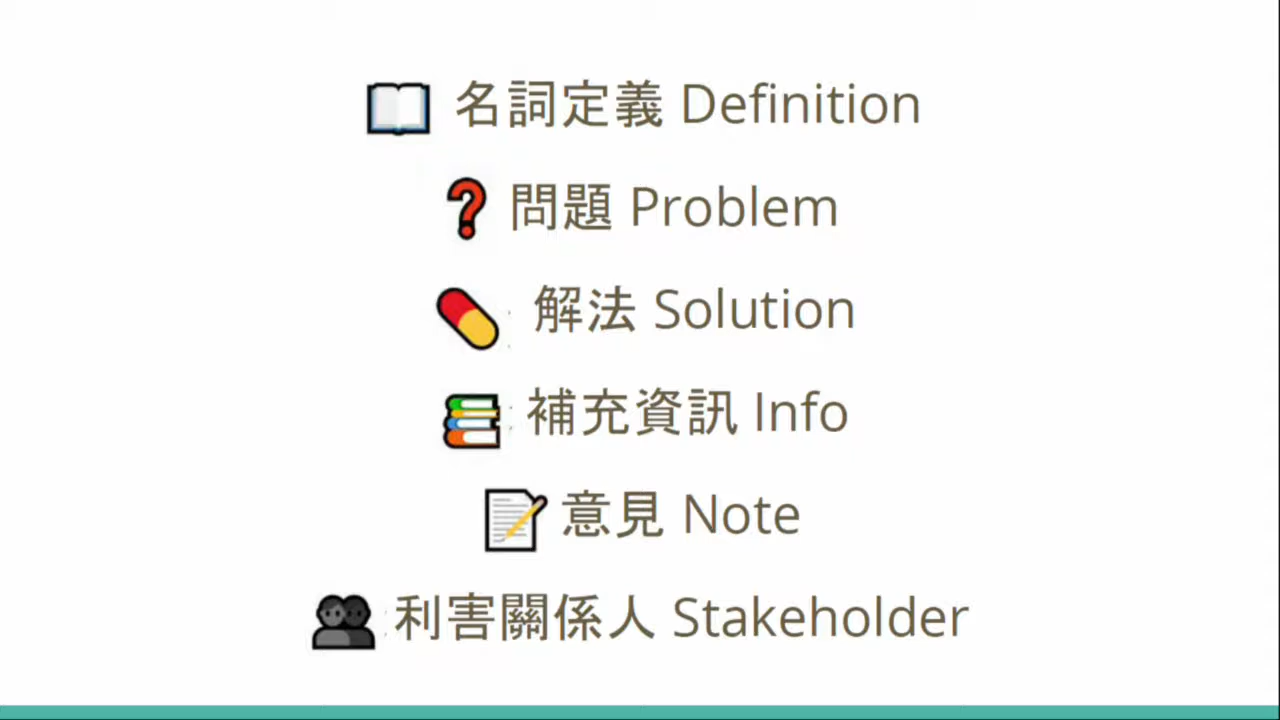 名詞定義 Definition
問題 Problem
解法 Solution
補充資訊 Info
意見 Note
利害關係人 Stakeholder